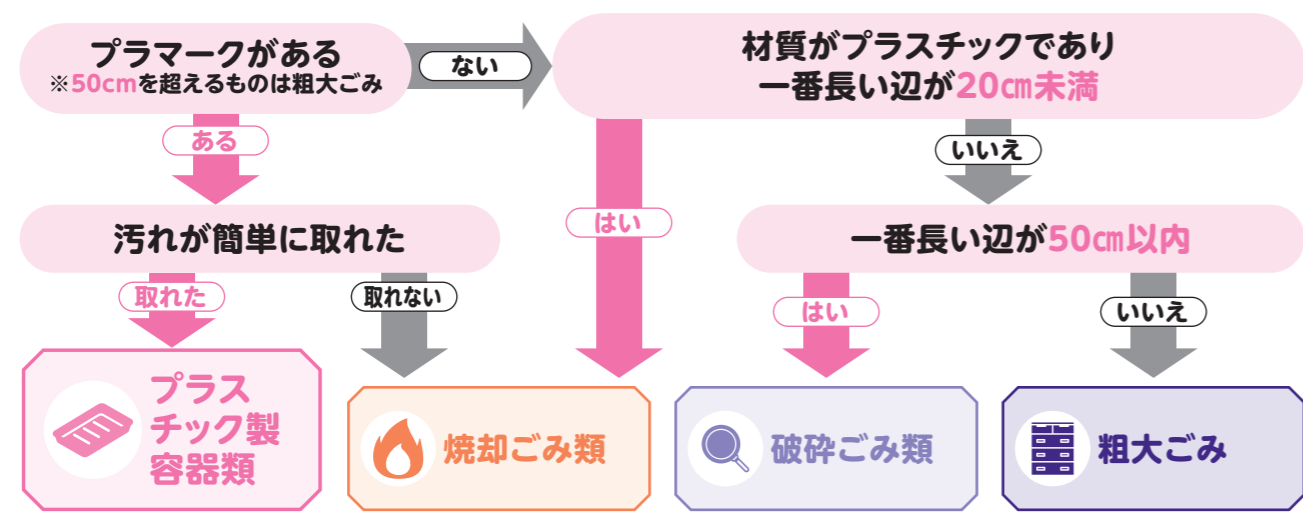 プラマークがある
※50cmを超えるものは粗大ごみ
ない
材質がプラスチックであり
一番長い辺が20㎝未満
ある
はい
いいえ
汚れが簡単に取れた
一番長い辺が50㎝以内
取れた
取れない
はい
いいえ
プラス
チック製
容器類
焼却ごみ類
破砕ごみ類
粗大ごみ